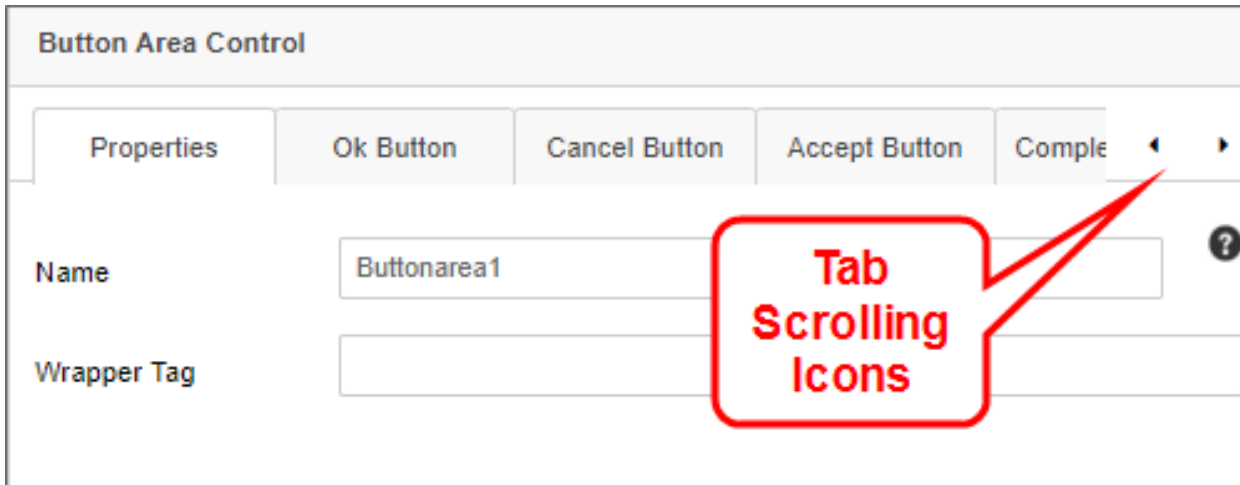 Button Area Control
Properties Ok Button Cancel Button Accept Button Comple
Name Buttonarea1
Wrapper Tag
Tab
Scrolling
Icons